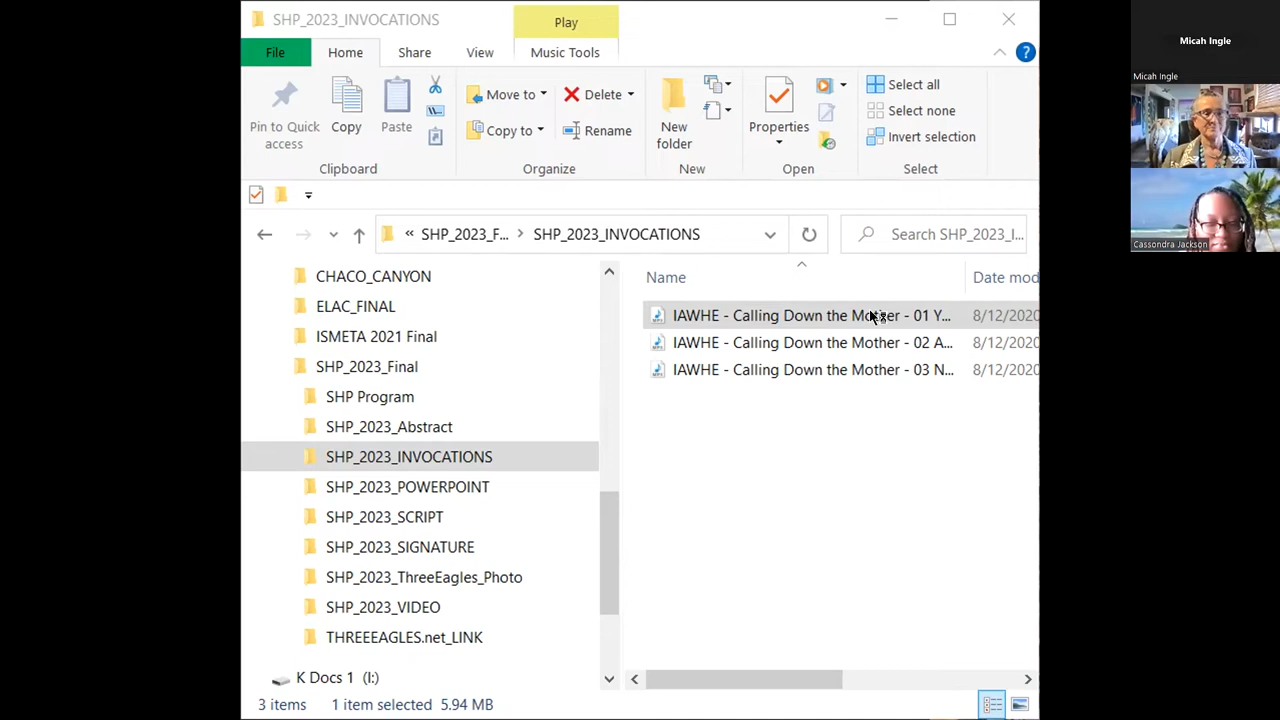 SHP_2023_INVOCATIONS
Play
Micah Ingle
Micah Ingle
File
Home
Share
View
Music Tools
Pin to Quick access
Copy
Paste
Move to
Copy to
Delete
Rename
New folder
Properties
Select all
Select none
Invert selection
Clipboard
Organize
New
Open
Select
« SHP_2023_F... > SHP_2023_INVOCATIONS
Search SHP_2023_I...
Cassondra Jackson
CHACO_CANYON
ELAC_FINAL
ISMETA 2021 Final
SHP_2023_Final
SHP Program
SHP_2023_Abstract
SHP_2023_INVOCATIONS
SHP_2023_POWERPOINT
SHP_2023_SCRIPT
SHP_2023_SIGNATURE
SHP_2023_ThreeEagles_Photo
SHP_2023_VIDEO
THREEEAGLES.net_LINK
K Docs 1 (I:)
Name
Date mod
IAWHE - Calling Down the Mother - 01 Y... 8/12/2020
IAWHE - Calling Down the Mother - 02 A... 8/12/2020
IAWHE - Calling Down the Mother - 03 N... 8/12/2020
3 items 1 item selected 5.94 MB